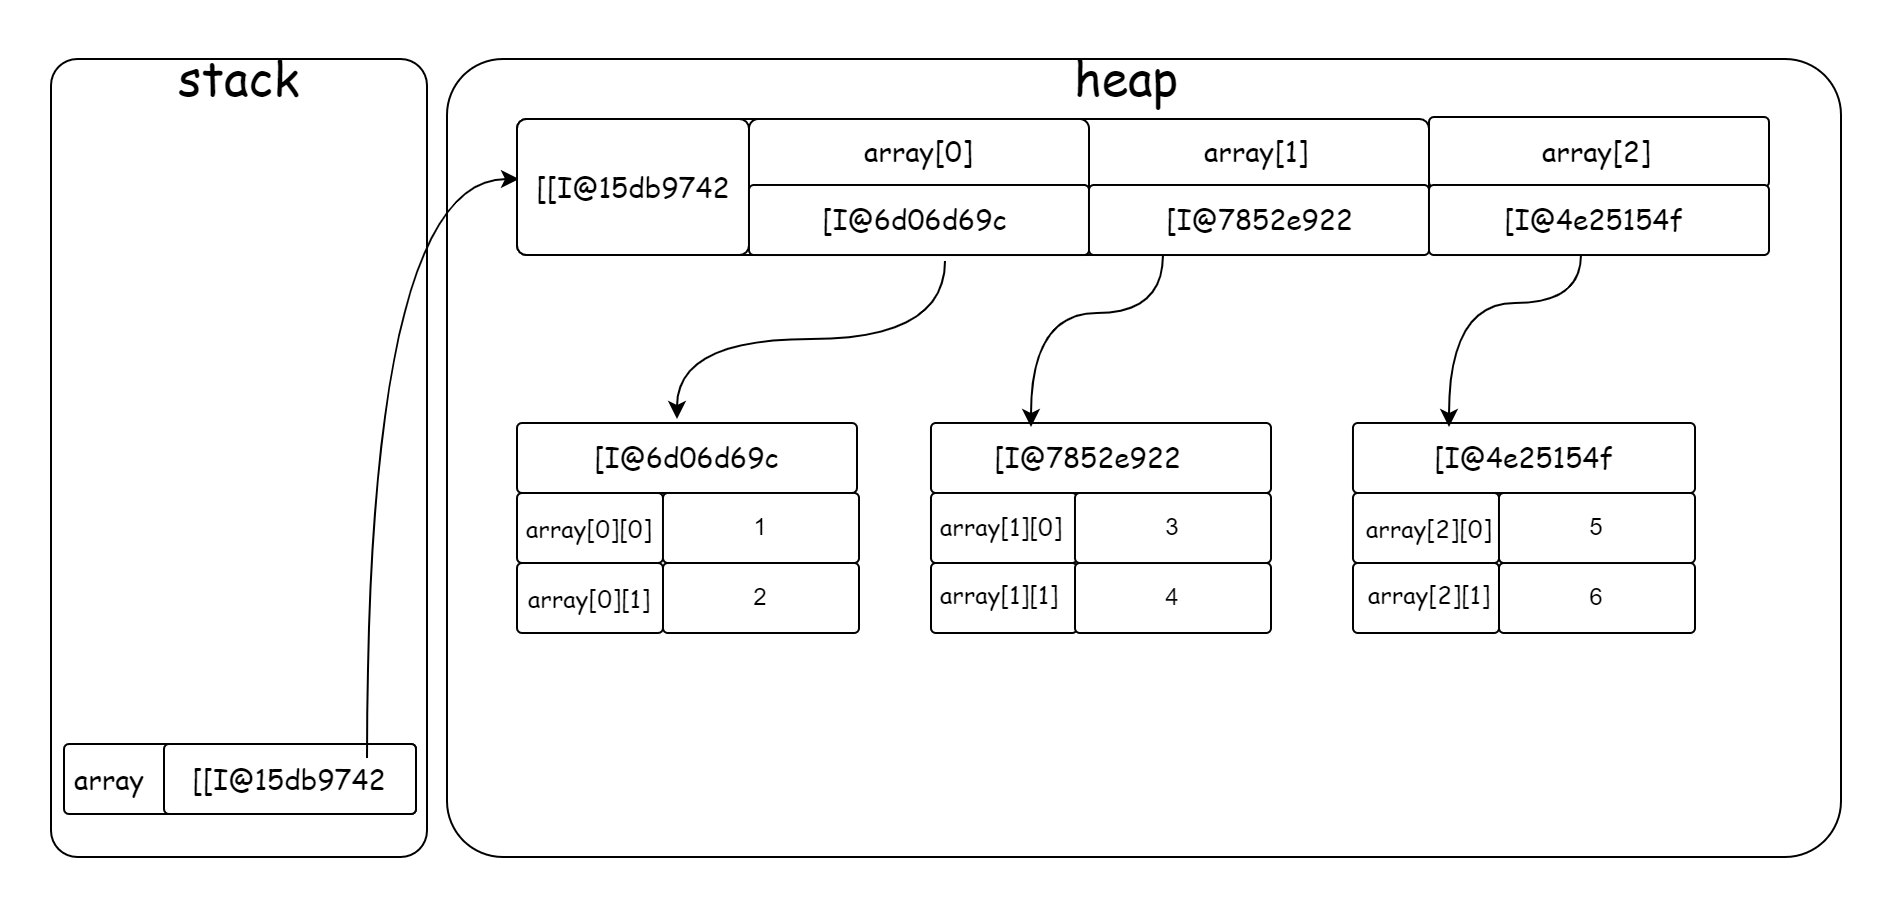 stack
heap
[[I@15db9742
array[0]
array[1]
array[2]
[I@6d06d69c
[I@7852e922
[I@4e25154f
[I@6d06d69c
array[0][0] 1
array[0][1] 2
[I@7852e922
array[1][0] 3
array[1][1] 4
[I@4e25154f
array[2][0] 5
array[2][1] 6
array [[I@15db9742